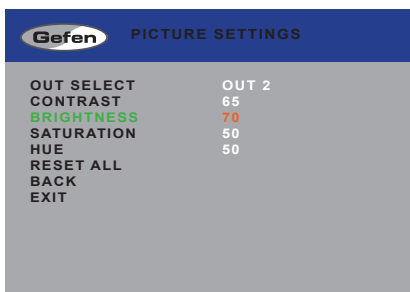 Gefen PICTURE SETTINGS
OUT SELECT OUT 2
CONTRAST 65
BRIGHTNESS 70
SATURATION 50
HUE 50
RESET ALL
BACK
EXIT